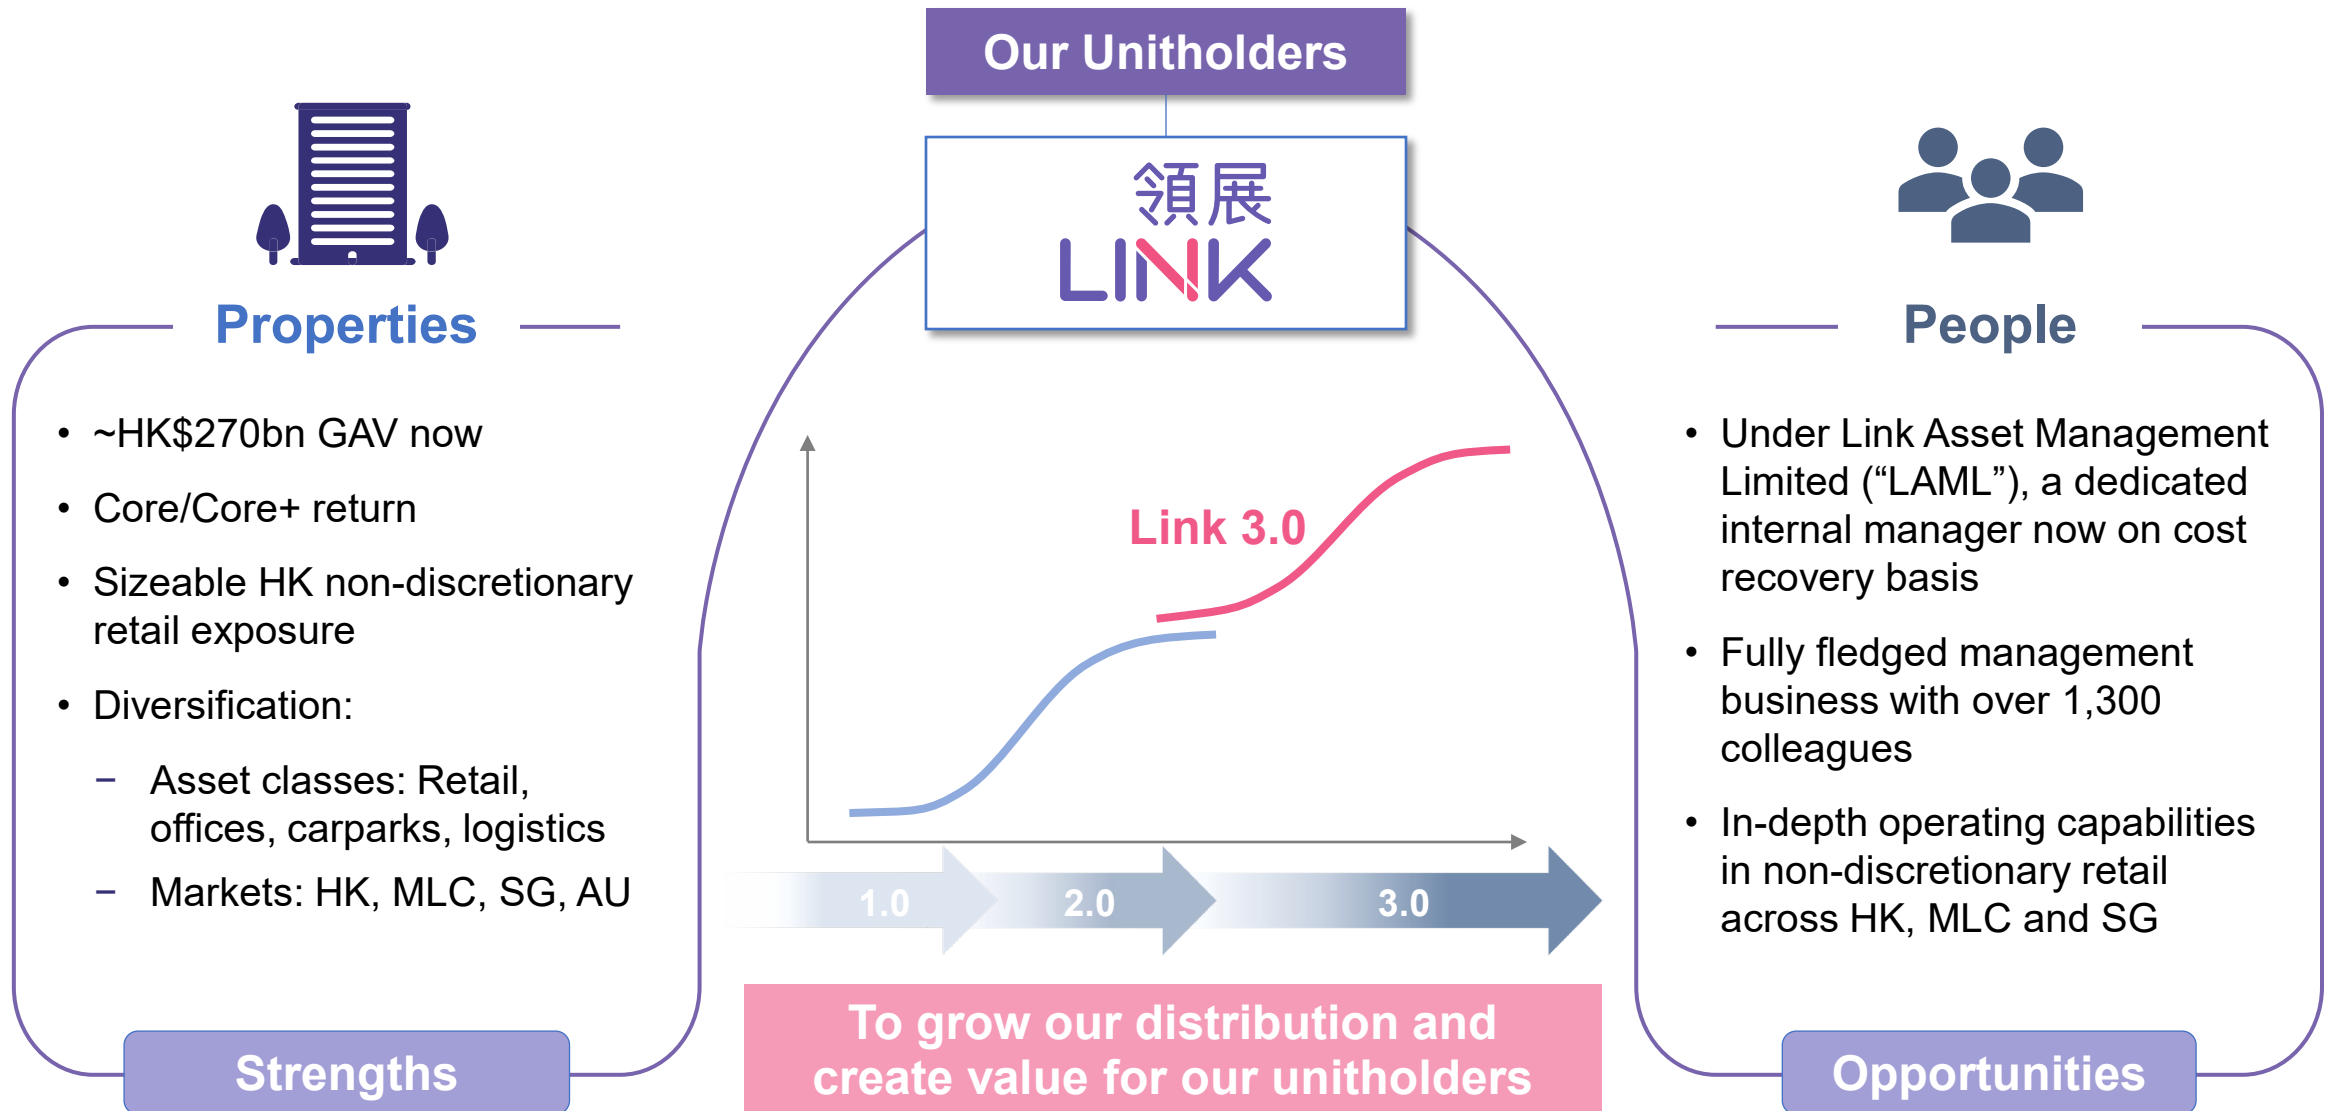 Our Unitholders
領展
LINK
Properties
• ~HK$270bn GAV now
• Core/Core+ return
• Sizeable HK non-discretionary
retail exposure
• Diversification:
– Asset classes: Retail,
offices, carparks, logistics
– Markets: HK, MLC, SG, AU
Strengths
Link 3.0
1.0
2.0
3.0
To grow our distribution and
create value for our unitholders
People
• Under Link Asset Management
Limited (“LAML”), a dedicated
internal manager now on cost
recovery basis
• Fully fledged management
business with over 1,300
colleagues
• In-depth operating capabilities
in non-discretionary retail
across HK, MLC and SG
Opportunities